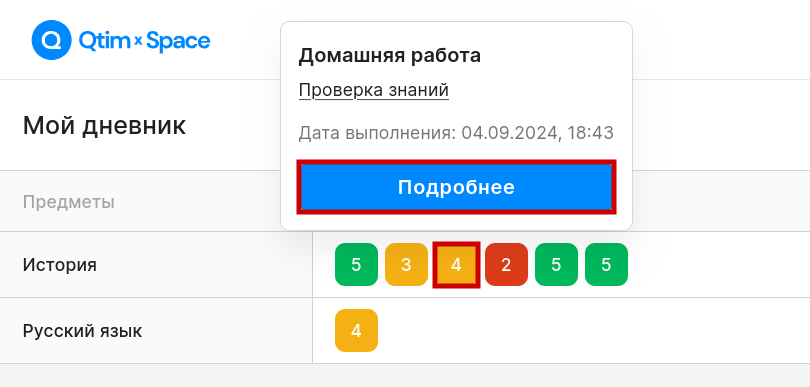 Qtim x Space
Домашняя работа
Проверка знаний
Мой дневник
Дата выполнения: 04.09.2024, 18:43
Подробнее
Предметы
История 5 3 4 2 5 5
Русский язык 4